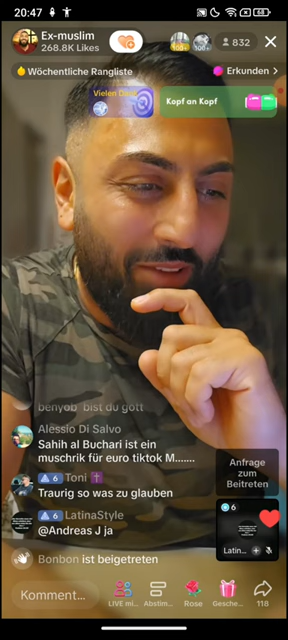 20:47
68
Ex-muslim
268.8K Likes
100+
100+
832
Wöchentliche Rangliste
Erkunden >
Vielen Dank
Kopf an Kopf
benyob bist du gott
Alessio Di Salvo
Sahih al Buchari ist ein
muschrik für euro tiktok M.......
6 Toni
Traurig so was zu glauben
6 LatinaStyle
@Andreas J ja
Bonbon ist beigetreten
Anfrage
zum
Beitreten
6
Latin...
Komment...
LIVE mi...
Abstim...
Rose
Gesche...
118